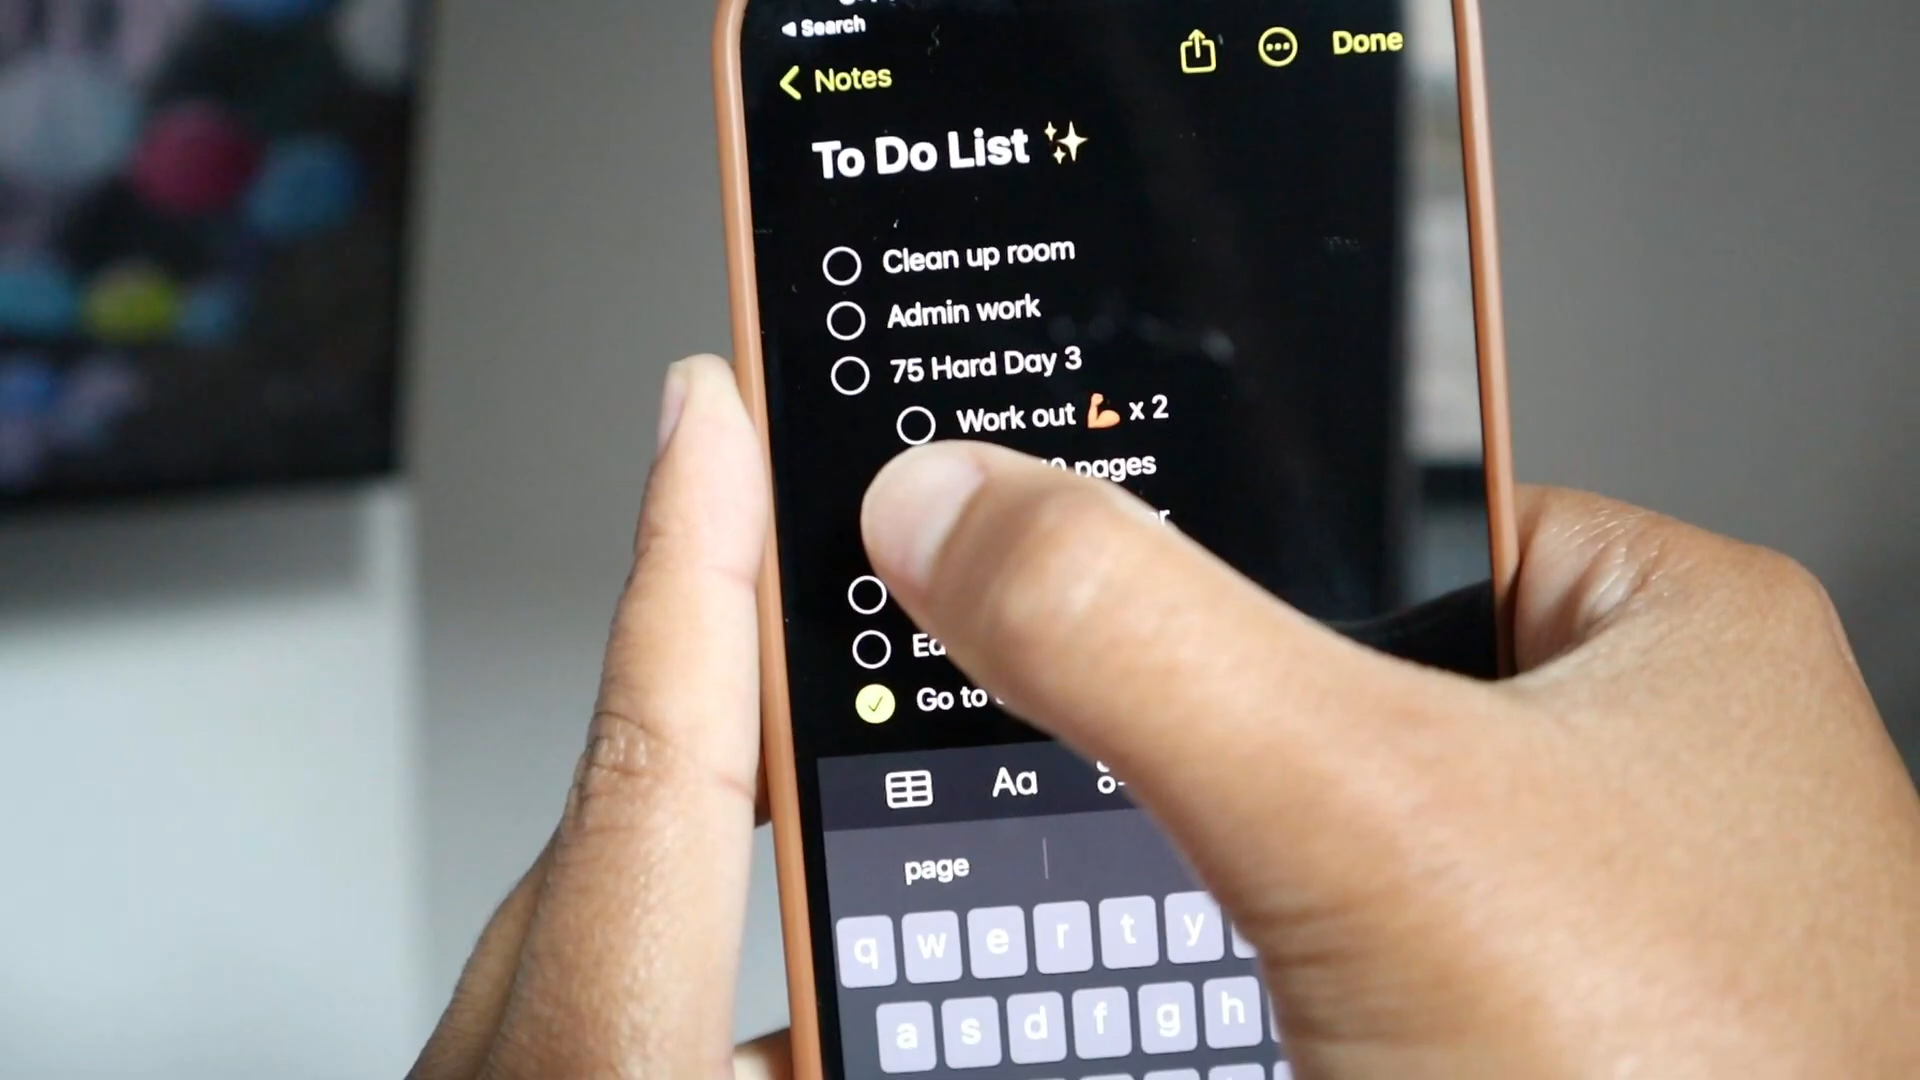 Search
Notes
Done
To Do List ✨
Clean up room
Admin work
75 Hard Day 3
Work out 💪 x 2
pages
Go to
Aa
page
q w e r t y
a s d f g h